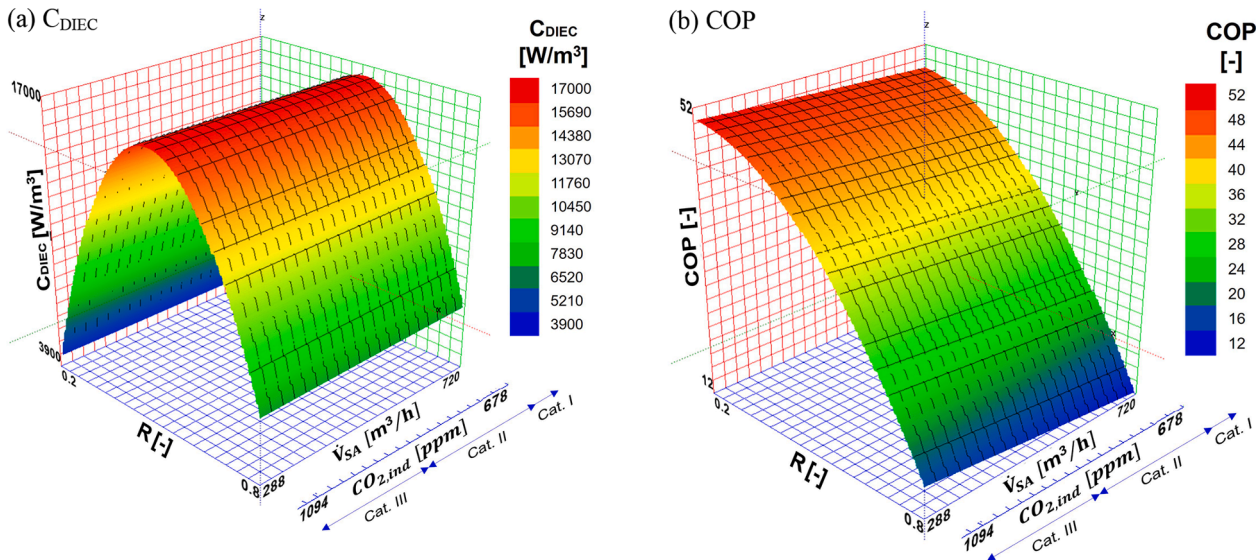 (a) C_DIEC
z
C_DIEC
[W/m³]
17000
15690
14380
13070
11760
10450
9140
7830
6520
5210
3900
17000
C_DIEC [W/m³]
3900
0.2
R [-]
0.8
288
V̇_SA [m³/h]
720
x
1094
CO₂,ind [ppm]
678
Cat. III
Cat. II
Cat. I
(b) COP
z
COP
[-]
52
48
44
40
36
32
28
24
20
16
12
52
COP [-]
12
0.2
R [-]
0.8
288
V̇_SA [m³/h]
720
Y
X
1094
CO₂,ind [ppm]
678
Cat. III
Cat. II
Cat. I